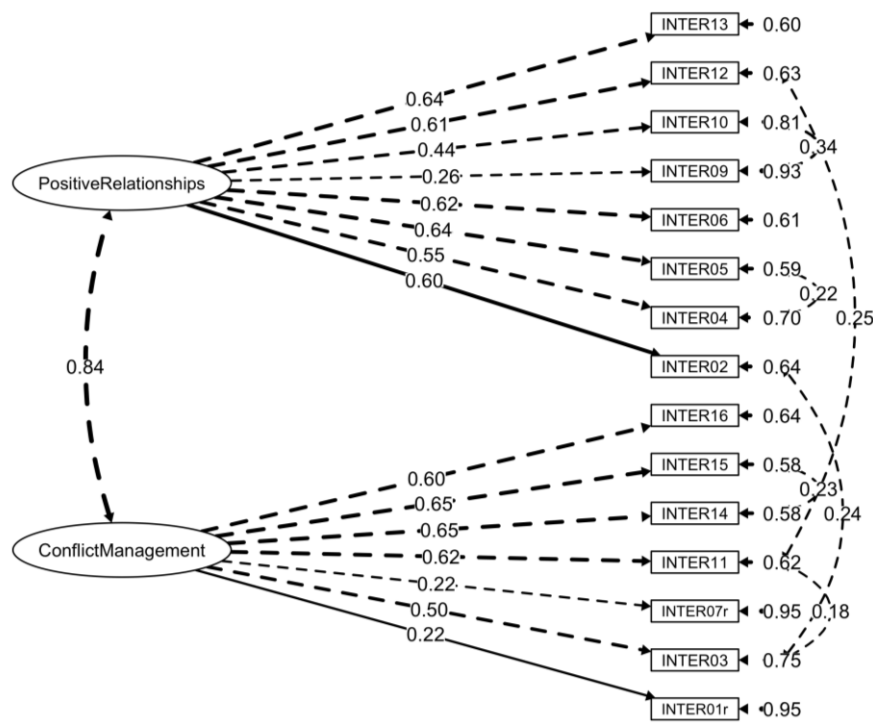 INTER13 0.60
INTER12 0.63
0.64
0.61
INTER10 0.81
0.44
0.34
0.26
INTER09 0.93
PositiveRelationships
0.62
INTER06 0.61
0.64
0.55
INTER05 0.59
0.60
0.22
INTER04 0.70
0.25
0.84
INTER02 0.64
INTER16 0.64
INTER15 0.58
0.60
0.23
0.65
INTER14 0.58
0.24
0.65
ConflictManagement
0.62
INTER11 0.62
0.22
INTER07r 0.95
0.18
0.50
0.22
INTER03 0.75
INTER01r 0.95